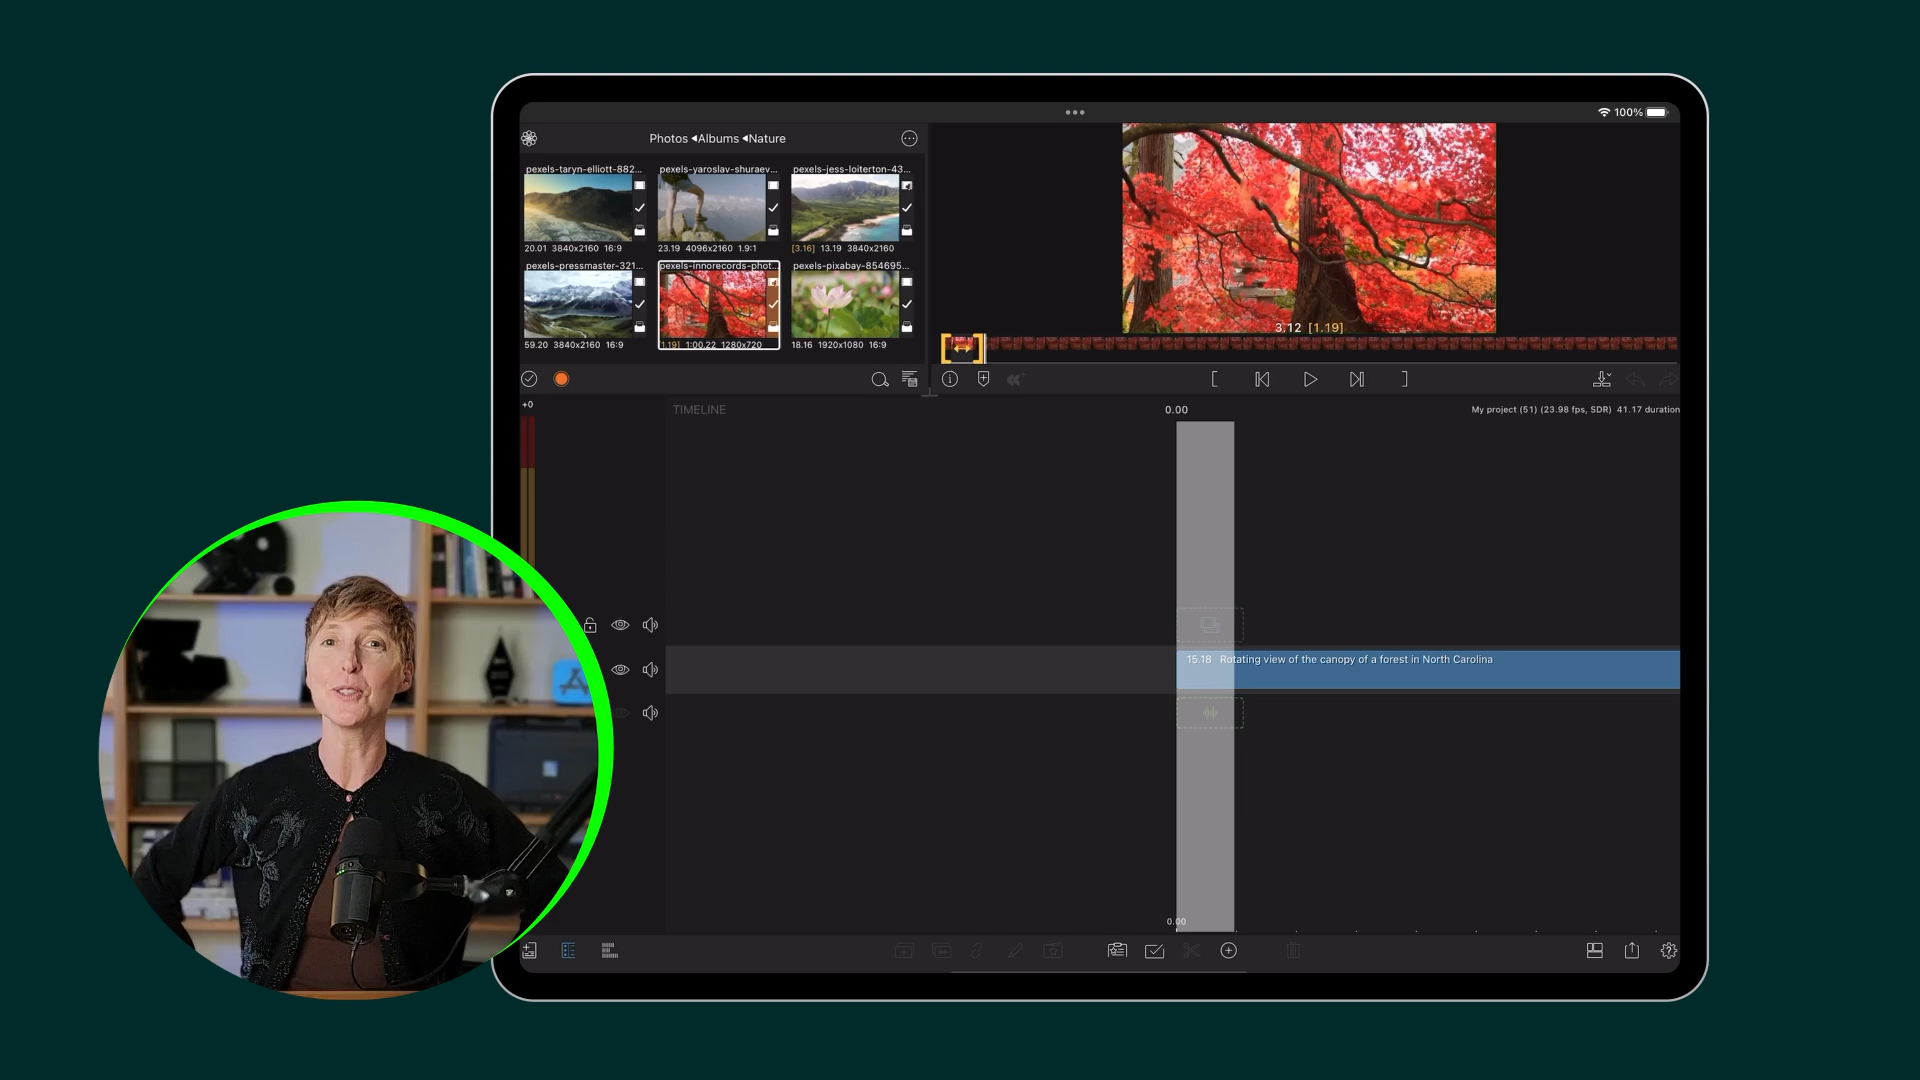 100%
Photos ◂Albums ◂Nature
pexels-taryn-elliott-882...
pexels-yaroslav-shuraev...
pexels-jess-loiterton-43...
20.01 3840x2160 16:9
23.19 4096x2160 1.9:1
[3.16] 13.19 3840x2160
pexels-pressmaster-321...
pexels-innorecords-phot...
pexels-pixabay-854695...
59.20 3840x2160 16:9
1.19] 1:00.22 1280x720
18.16 1920x1080 16:9
3.12 [1.19]
+0
TIMELINE
0.00
My project (51) (23.98 fps, SDR) 41.17 duration
15.18 Rotating view of the canopy of a forest in North Carolina
0.00